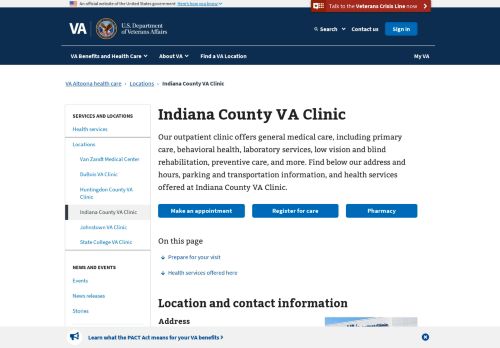 An official website of the United States government Here's how you know
Talk to the Veterans Crisis Line now
VA
U.S. Department
of Veterans Affairs
Search
Contact us
Sign in
VA Benefits and Health Care
About VA
Find a VA Location
My VA
VA Altoona health care
Locations
Indiana County VA Clinic
SERVICES AND LOCATIONS
Health services
Locations
Van Zandt Medical Center
DuBois VA Clinic
Huntingdon County VA
Clinic
Indiana County VA Clinic
Johnstown VA Clinic
State College VA Clinic
NEWS AND EVENTS
Events
News releases
Stories
Indiana County VA Clinic
Our outpatient clinic offers general medical care, including primary
care, behavioral health, laboratory services, low vision and blind
rehabilitation, preventive care, and more. Find below our address and
hours, parking and transportation information, and health services
offered at Indiana County VA Clinic.
Make an appointment
Register for care
Pharmacy
On this page
Prepare for your visit
Health services offered here
Location and contact information
Address
Learn what the PACT Act means for your VA benefits